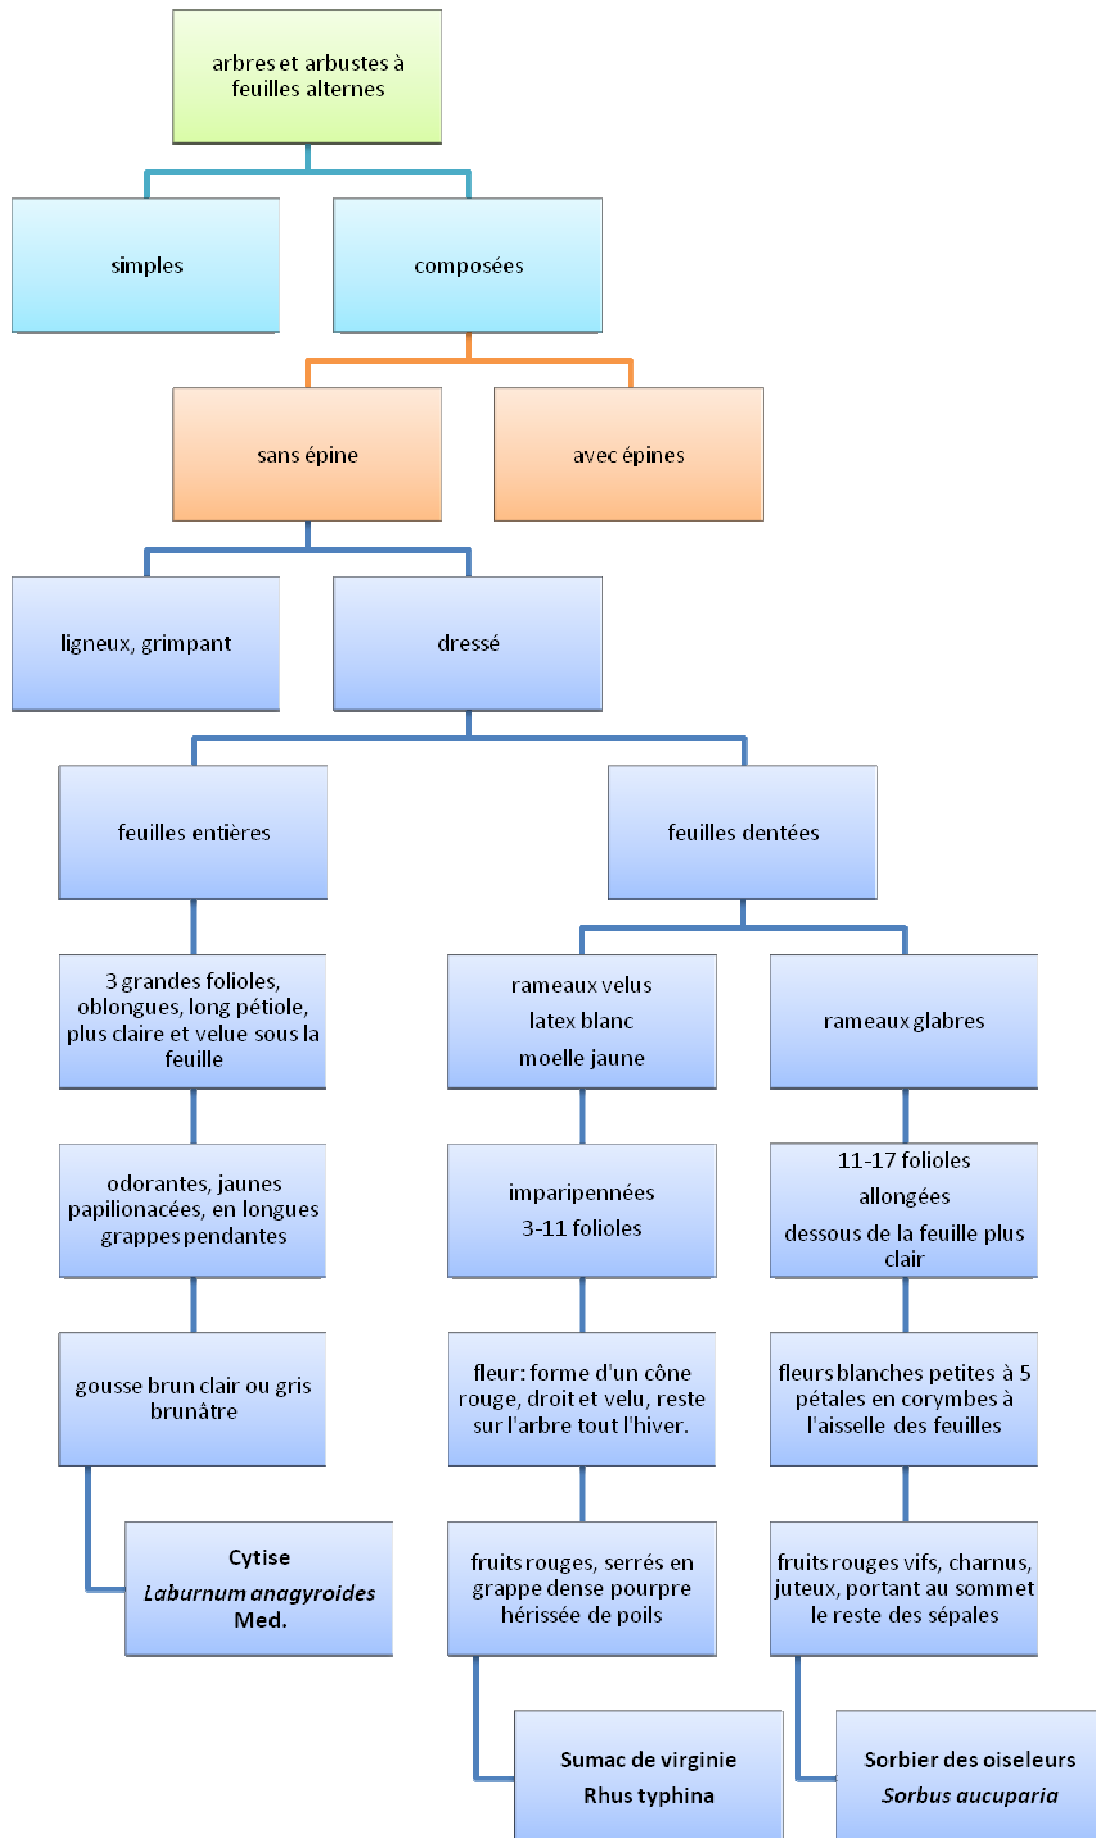 arbres et arbustes à
feuilles alternes
simples
composées
sans épine
avec épines
ligneux, grimpant
dressé
feuilles entières
feuilles dentées
3 grandes folioles,
oblongues, long pétiole,
plus claire et velue sous la
feuille
rameaux velus
latex blanc
moelle jaune
rameaux glabres
odorantes, jaunes
papilionacées, en longues
grappes pendantes
imparipennées
3-11 folioles
11-17 folioles
allongées
dessous de la feuille plus
clair
gousse brun clair ou gris
brunâtre
fleur: forme d'un cône
rouge, droit et velu, reste
sur l'arbre tout l'hiver.
fleurs blanches petites à 5
pétales en corymbes à
l'aisselle des feuilles
Cytise
Laburnum anagyroides
Med.
fruits rouges, serrés en
grappe dense pourpre
hérissée de poils
fruits rouges vifs, charnus,
juteux, portant au sommet
le reste des sépales
Sumac de virginie
Rhus typhina
Sorbier des oiseleurs
Sorbus aucuparia